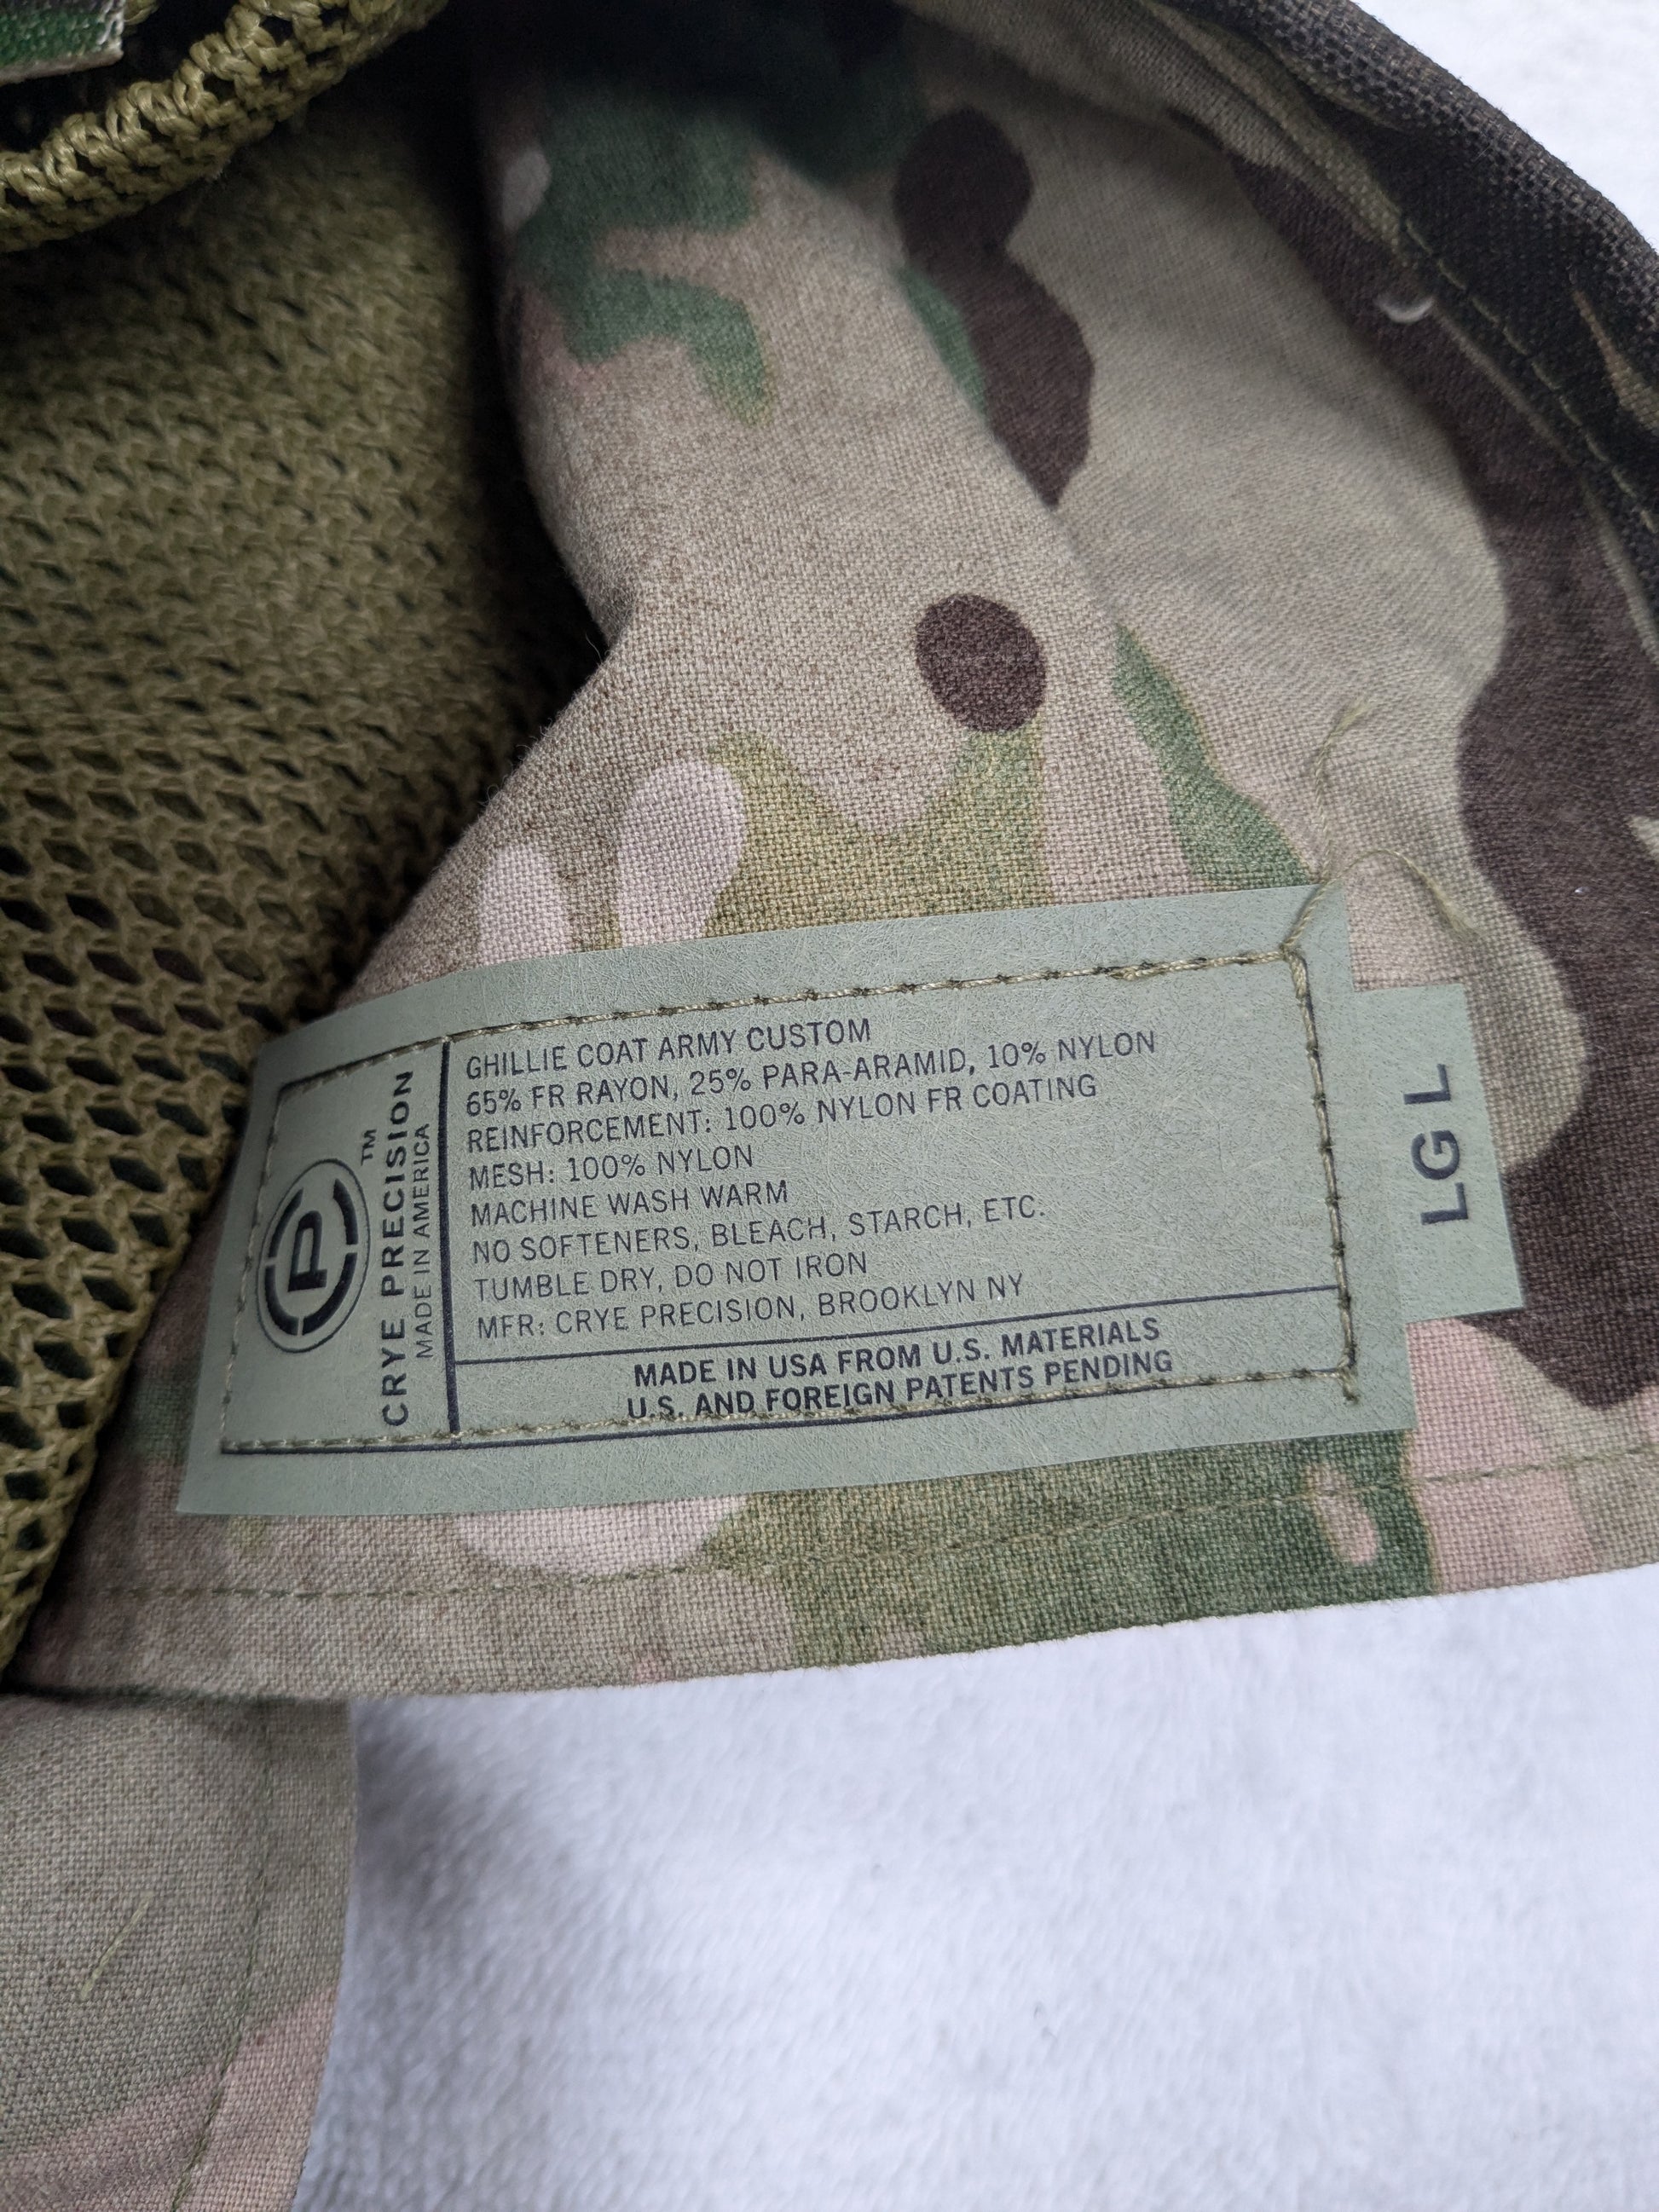 P
TM
CRYE PRECISION
MADE IN AMERICA
GHILLIE COAT ARMY CUSTOM
65% FR RAYON, 25% PARA-ARAMID, 10% NYLON
REINFORCEMENT: 100% NYLON FR COATING
MESH: 100% NYLON
MACHINE WASH WARM
NO SOFTENERS, BLEACH, STARCH, ETC.
TUMBLE DRY, DO NOT IRON
MFR: CRYE PRECISION, BROOKLYN NY
MADE IN USA FROM U.S. MATERIALS
U.S. AND FOREIGN PATENTS PENDING
LG L